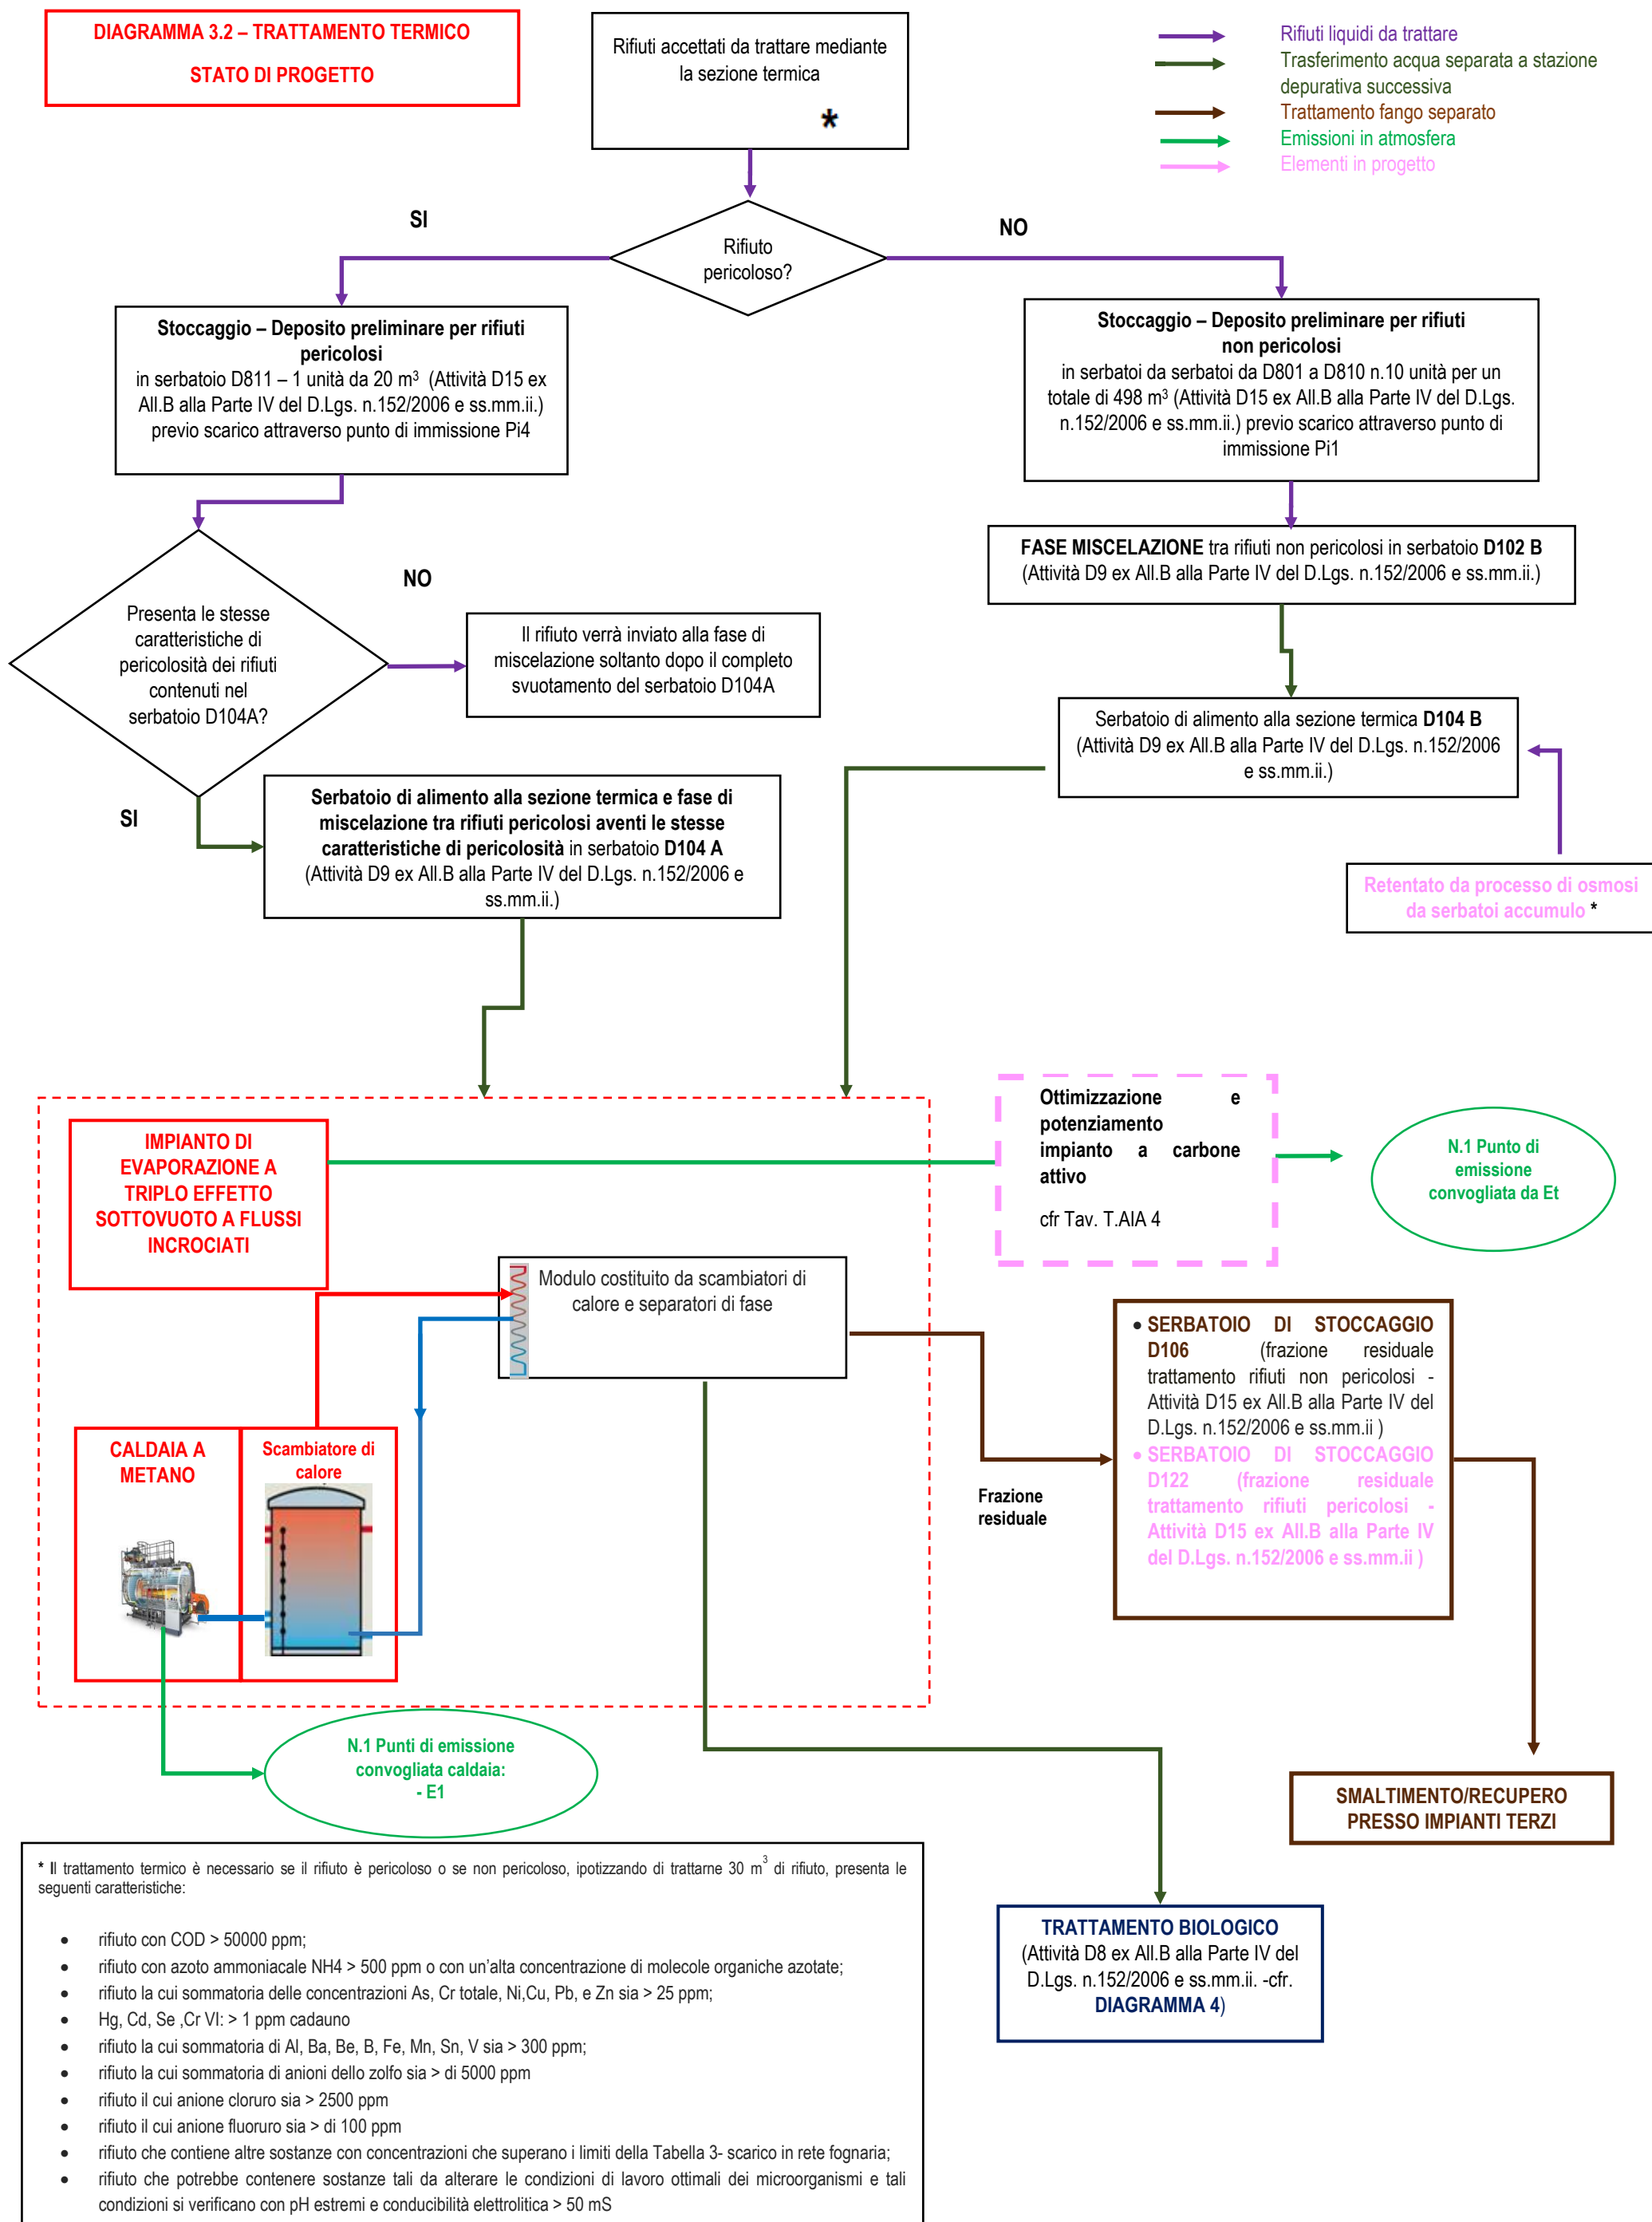 DIAGRAMMA 3.2 – TRATTAMENTO TERMICO
STATO DI PROGETTO
Rifiuti accettati da trattare mediante
la sezione termica
*
Rifiuti liquidi da trattare
Trasferimento acqua separata a stazione
depurativa successiva
Trattamento fango separato
Emissioni in atmosfera
Elementi in progetto
SI
NO
Rifiuto
pericoloso?
Stoccaggio – Deposito preliminare per rifiuti
pericolosi
in serbatoio D811 – 1 unità da 20 m³ (Attività D15 ex
All.B alla Parte IV del D.Lgs. n.152/2006 e ss.mm.ii.)
previo scarico attraverso punto di immissione Pi4
Stoccaggio – Deposito preliminare per rifiuti
non pericolosi
in serbatoi da serbatoi da D801 a D810 n.10 unità per un
totale di 498 m³ (Attività D15 ex All.B alla Parte IV del D.Lgs.
n.152/2006 e ss.mm.ii.) previo scarico attraverso punto di
immissione Pi1
FASE MISCELAZIONE tra rifiuti non pericolosi in serbatoio D102 B
(Attività D9 ex All.B alla Parte IV del D.Lgs. n.152/2006 e ss.mm.ii.)
NO
Presenta le stesse
caratteristiche di
pericolosità dei rifiuti
contenuti nel
serbatoio D104A?
Il rifiuto verrà inviato alla fase di
miscelazione soltanto dopo il completo
svuotamento del serbatoio D104A
Serbatoio di alimento alla sezione termica D104 B
(Attività D9 ex All.B alla Parte IV del D.Lgs. n.152/2006
e ss.mm.ii.)
SI
Serbatoio di alimento alla sezione termica e fase di
miscelazione tra rifiuti pericolosi aventi le stesse
caratteristiche di pericolosità in serbatoio D104 A
(Attività D9 ex All.B alla Parte IV del D.Lgs. n.152/2006 e
ss.mm.ii.)
Retentato da processo di osmosi
da serbatoi accumulo *
IMPIANTO DI
EVAPORAZIONE A
TRIPLO EFFETTO
SOTTOVUOTO A FLUSSI
INCROCIATI
Ottimizzazione e
potenziamento
impianto a carbone
attivo
cfr Tav. T.AIA 4
N.1 Punto di
emissione
convogliata da Et
Modulo costituito da scambiatori di
calore e separatori di fase
CALDAIA A
METANO
Scambiatore di
calore
Frazione
residuale
• SERBATOIO DI STOCCAGGIO
D106 (frazione residuale
trattamento rifiuti non pericolosi -
Attività D15 ex All.B alla Parte IV del
D.Lgs. n.152/2006 e ss.mm.ii )
• SERBATOIO DI STOCCAGGIO
D122 (frazione residuale
trattamento rifiuti pericolosi -
Attività D15 ex All.B alla Parte IV
del D.Lgs. n.152/2006 e ss.mm.ii )
N.1 Punti di emissione
convogliata caldaia:
- E1
SMALTIMENTO/RECUPERO
PRESSO IMPIANTI TERZI
TRATTAMENTO BIOLOGICO
(Attività D8 ex All.B alla Parte IV del
D.Lgs. n.152/2006 e ss.mm.ii. -cfr.
DIAGRAMMA 4)
* Il trattamento termico è necessario se il rifiuto è pericoloso o se non pericoloso, ipotizzando di trattarne 30 m³ di rifiuto, presenta le
seguenti caratteristiche:
• rifiuto con COD > 50000 ppm;
• rifiuto con azoto ammoniacale NH4 > 500 ppm o con un'alta concentrazione di molecole organiche azotate;
• rifiuto la cui sommatoria delle concentrazioni As, Cr totale, Ni,Cu, Pb, e Zn sia > 25 ppm;
• Hg, Cd, Se ,Cr VI: > 1 ppm cadauno
• rifiuto la cui sommatoria di Al, Ba, Be, B, Fe, Mn, Sn, V sia > 300 ppm;
• rifiuto la cui sommatoria di anioni dello zolfo sia > di 5000 ppm
• rifiuto il cui anione cloruro sia > 2500 ppm
• rifiuto il cui anione fluoruro sia > di 100 ppm
• rifiuto che contiene altre sostanze con concentrazioni che superano i limiti della Tabella 3- scarico in rete fognaria;
• rifiuto che potrebbe contenere sostanze tali da alterare le condizioni di lavoro ottimali dei microorganismi e tali
condizioni si verificano con pH estremi e conducibilità elettrolitica > 50 mS